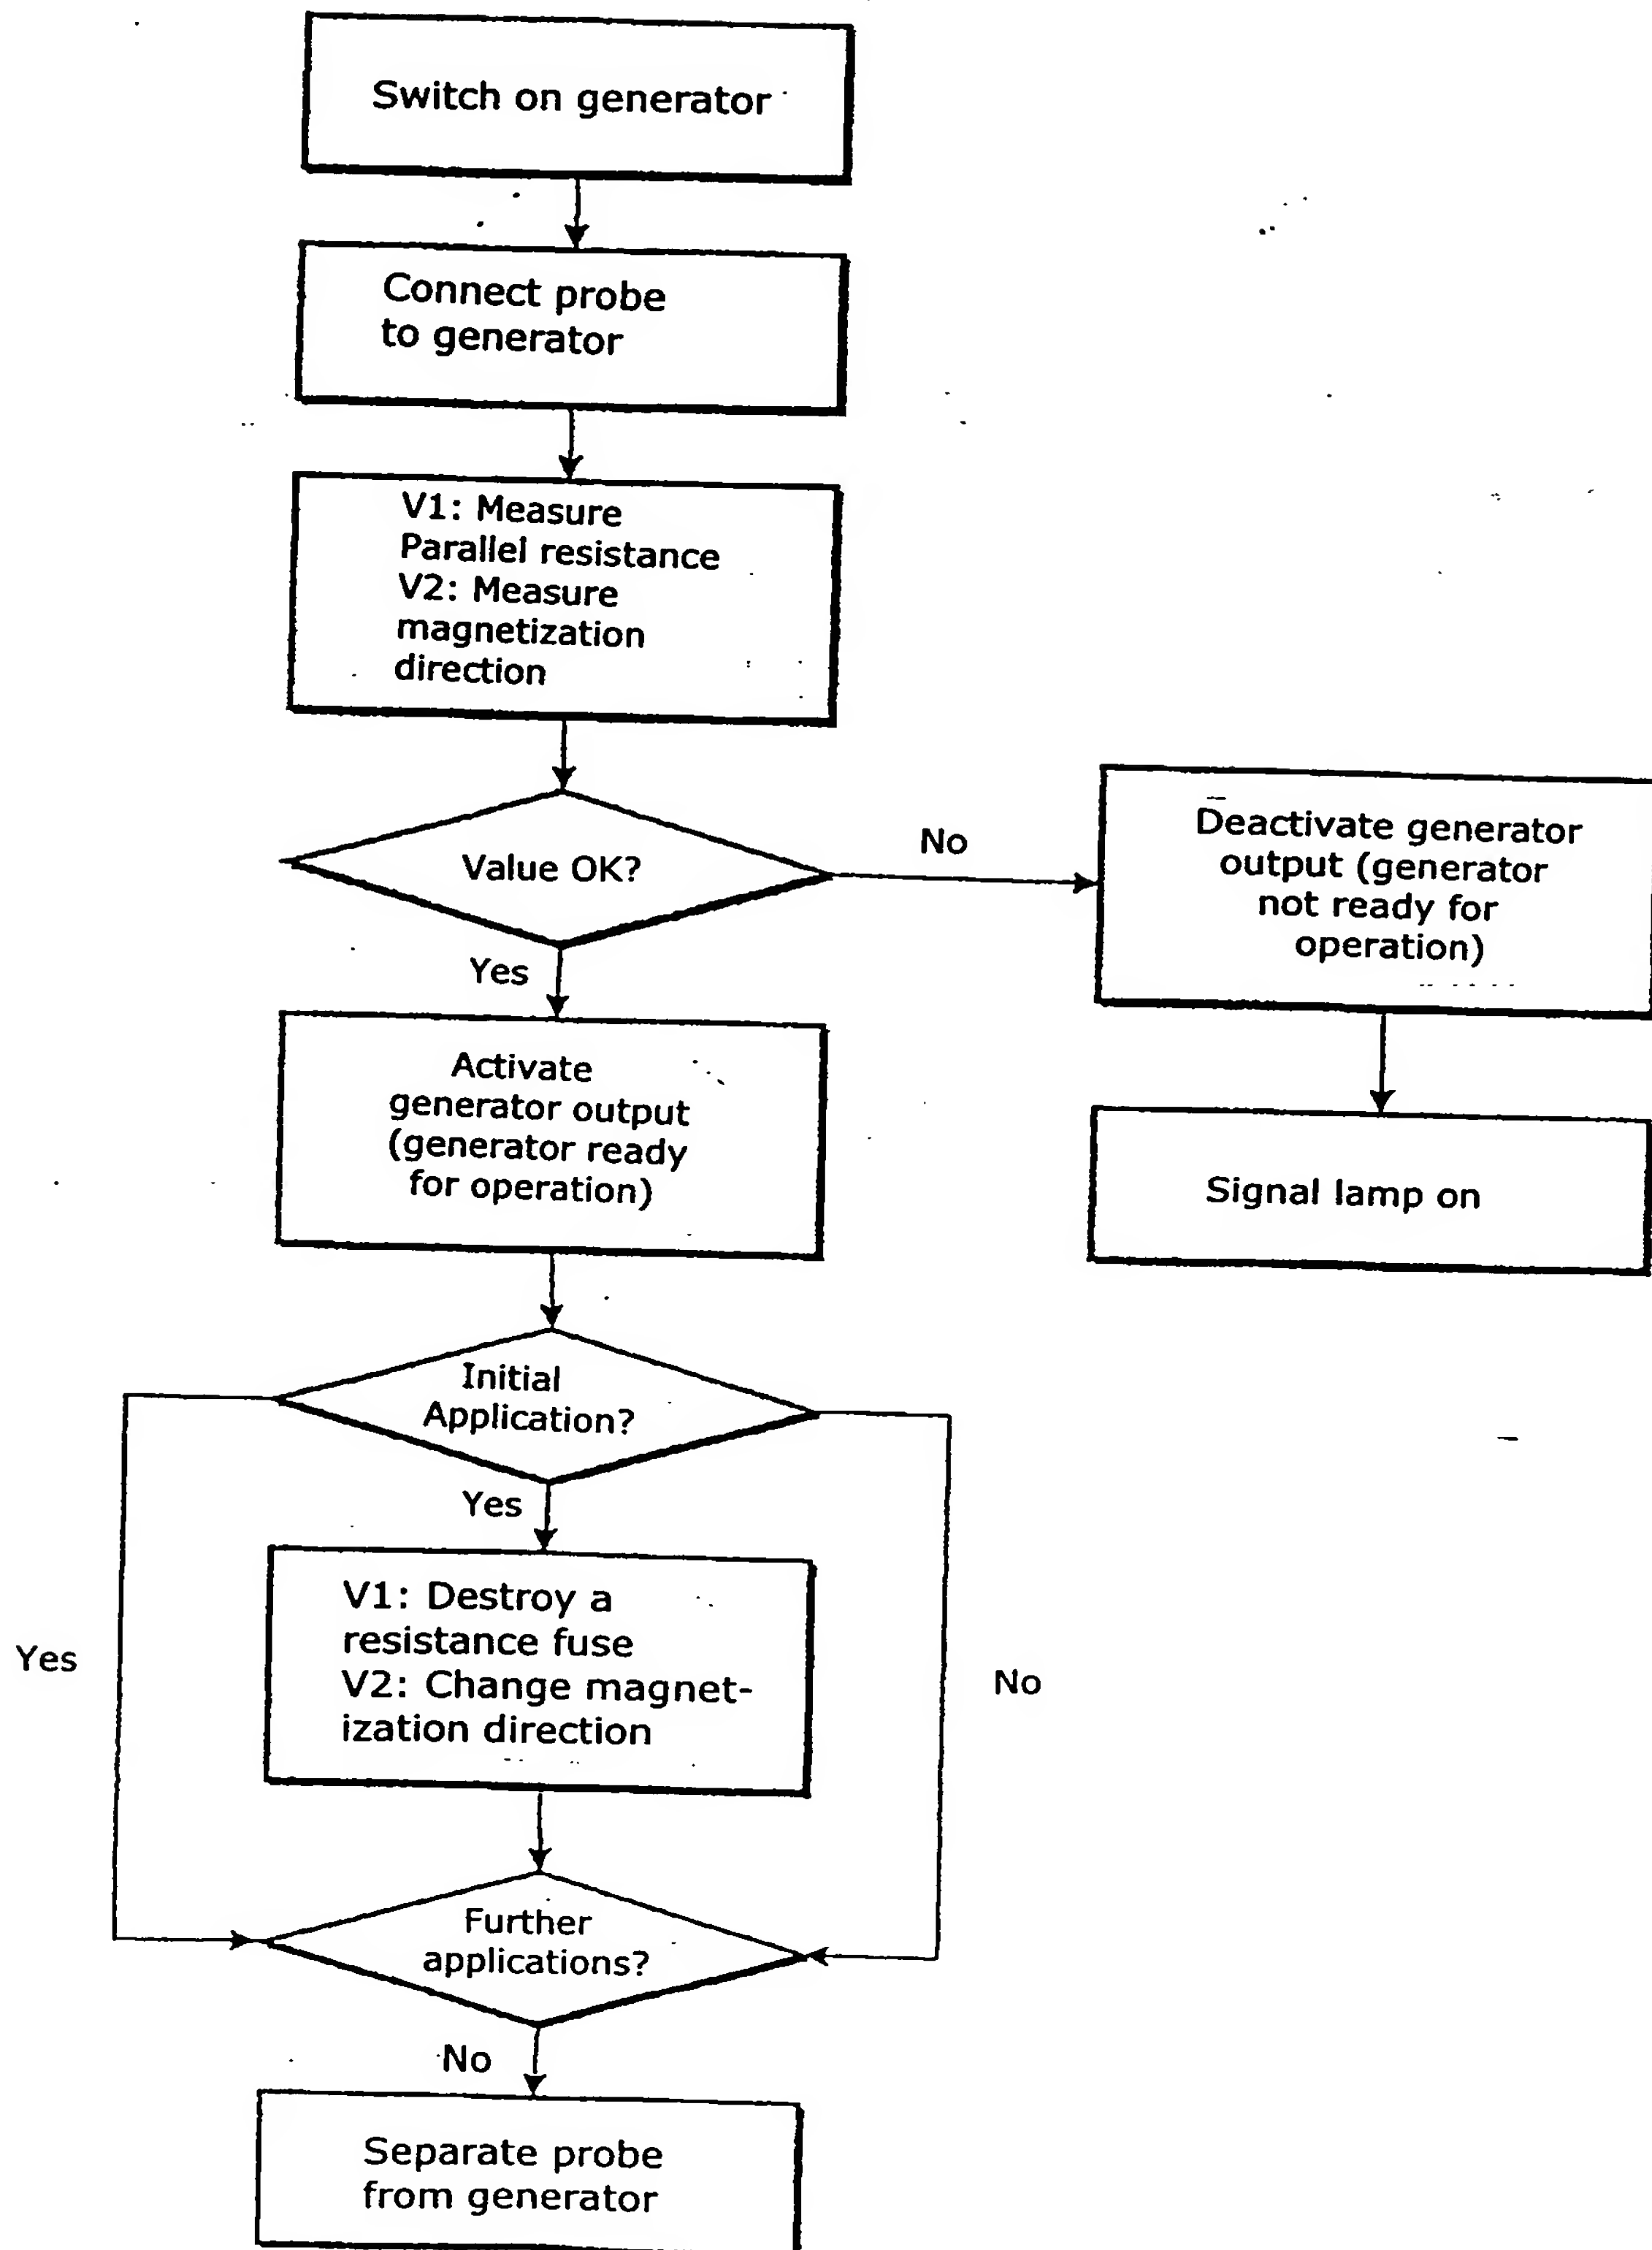 Switch on generator
Connect probe
to generator
V1: Measure
Parallel resistance
V2: Measure
magnetization
direction
Value OK?
No
Deactivate generator
output (generator
not ready for
operation)
Yes
Activate
generator output
(generator ready
for operation)
Signal lamp on
Initial
Application?
Yes
V1: Destroy a
resistance fuse
V2: Change magnet-
ization direction
Yes
No
Further
applications?
No
Separate probe
from generator